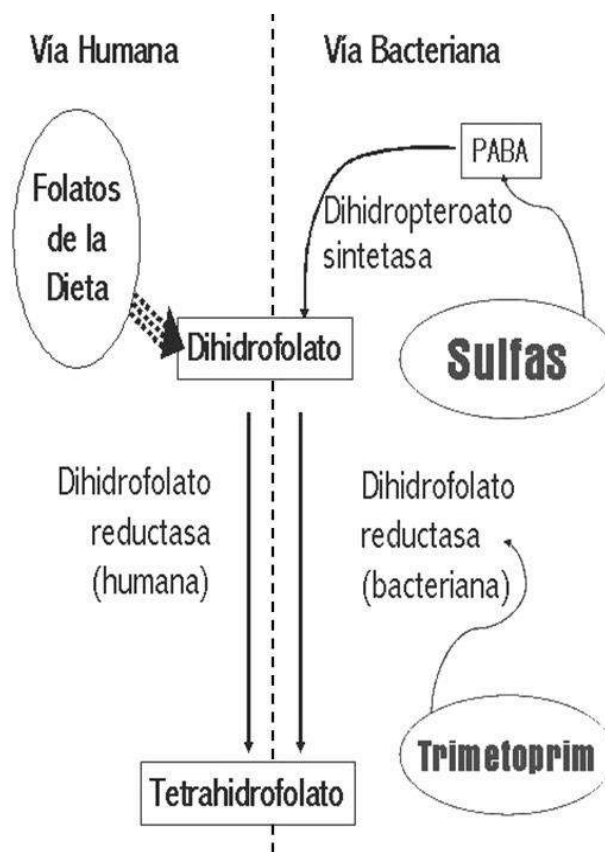 Vía Humana
Vía Bacteriana
Folatos
de la
Dieta
PABA
Dihidropteroato
sintetasa
Sulfas
Dihidrofolato
Dihidrofolato
reductasa
(humana)
Dihidrofolato
reductasa
(bacteriana)
Trimetoprim
Tetrahidrofolato